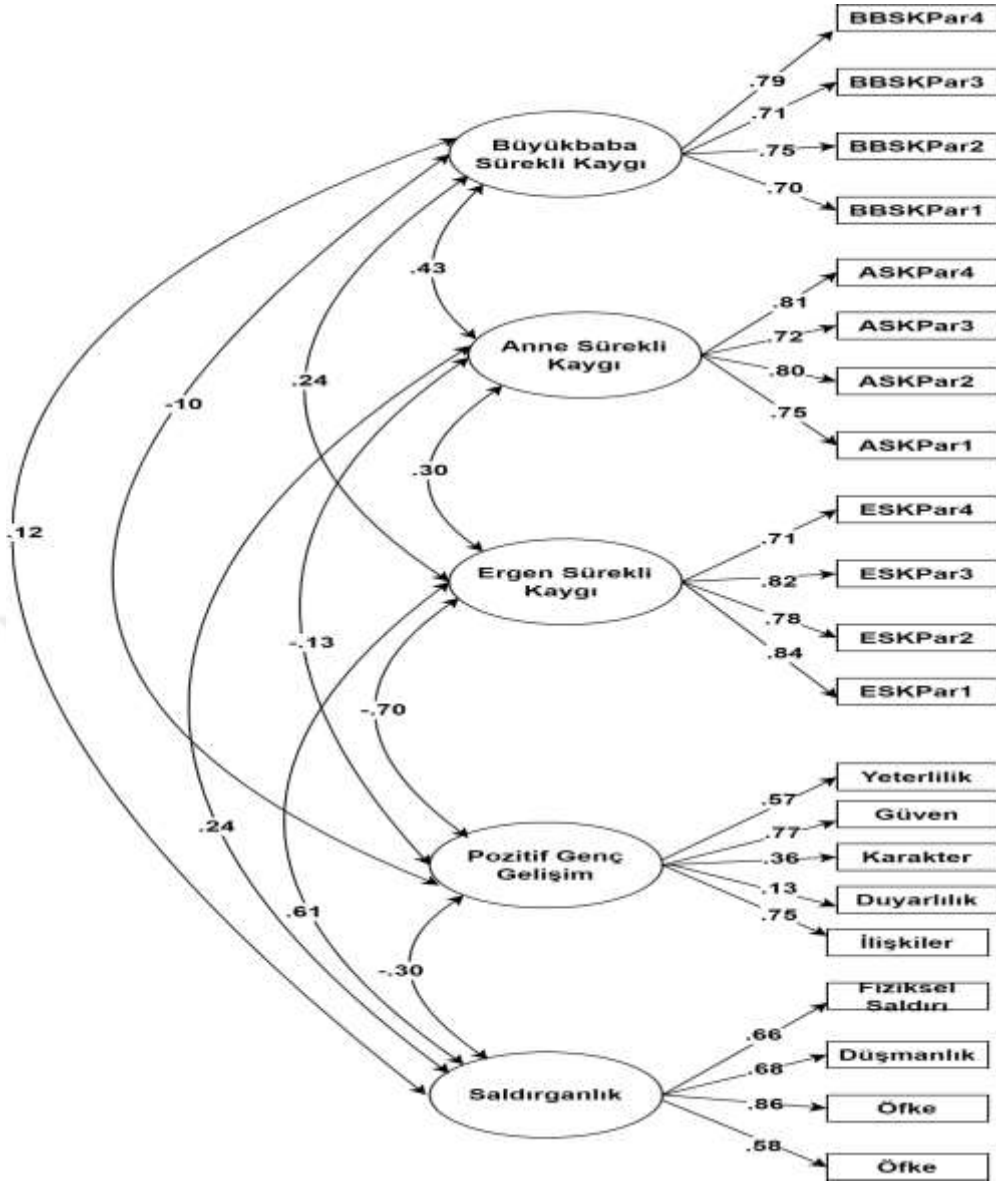 BBSKPar4
.79
BBSKPar3
.71
Büyükbaba
Sürekli Kaygı
.75
BBSKPar2
.70
BBSKPar1
.43
ASKPar4
.81
ASKPar3
.72
Anne Sürekli
Kaygı
.80
ASKPar2
.24
-10
.75
ASKPar1
.30
ESKPar4
.71
.12
Ergen Sürekli
Kaygı
.82
ESKPar3
.78
ESKPar2
-.13
.84
ESKPar1
-.70
Yeterlilik
.57
Güven
.77
.24
Pozitif Genç
Gelişim
.36
Karakter
.13
Duyarlılık
.61
.75
İlişkiler
-.30
Fiziksel
Saldırı
.66
Düşmanlık
.68
Saldırganlık
.86
Öfke
.58
Öfke